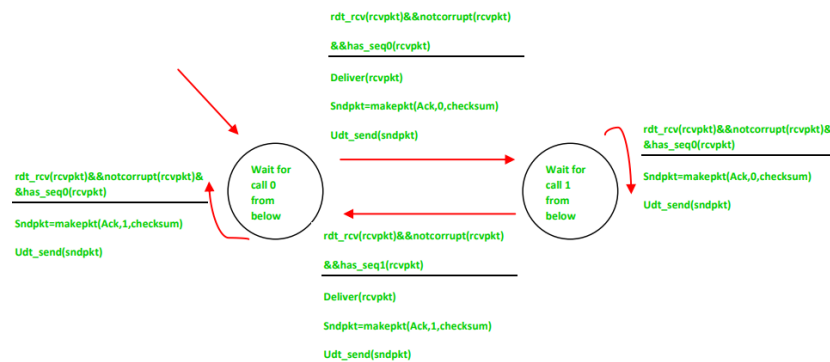 rdt_rcv(rcvpkt)&&notcorrupt(rcvpkt)
&&has_seq0(rcvpkt)
Deliver(rcvpkt)
Sndpkt=makepkt(Ack,0,checksum)
Udt_send(sndpkt)
rdt_rcv(rcvpkt)&&notcorrupt(rcvpkt)&
&has_seq0(rcvpkt)
Sndpkt=makepkt(Ack,1,checksum)
Udt_send(sndpkt)
Wait for
call 0
from
below
Wait for
call 1
from
below
rdt_rcv(rcvpkt)&&notcorrupt(rcvpkt)&
&has_seq0(rcvpkt)
Sndpkt=makepkt(Ack,0,checksum)
Udt_send(sndpkt)
rdt_rcv(rcvpkt)&&notcorrupt(rcvpkt)
&&has_seq1(rcvpkt)
Deliver(rcvpkt)
Sndpkt=makepkt(Ack,1,checksum)
Udt_send(sndpkt)